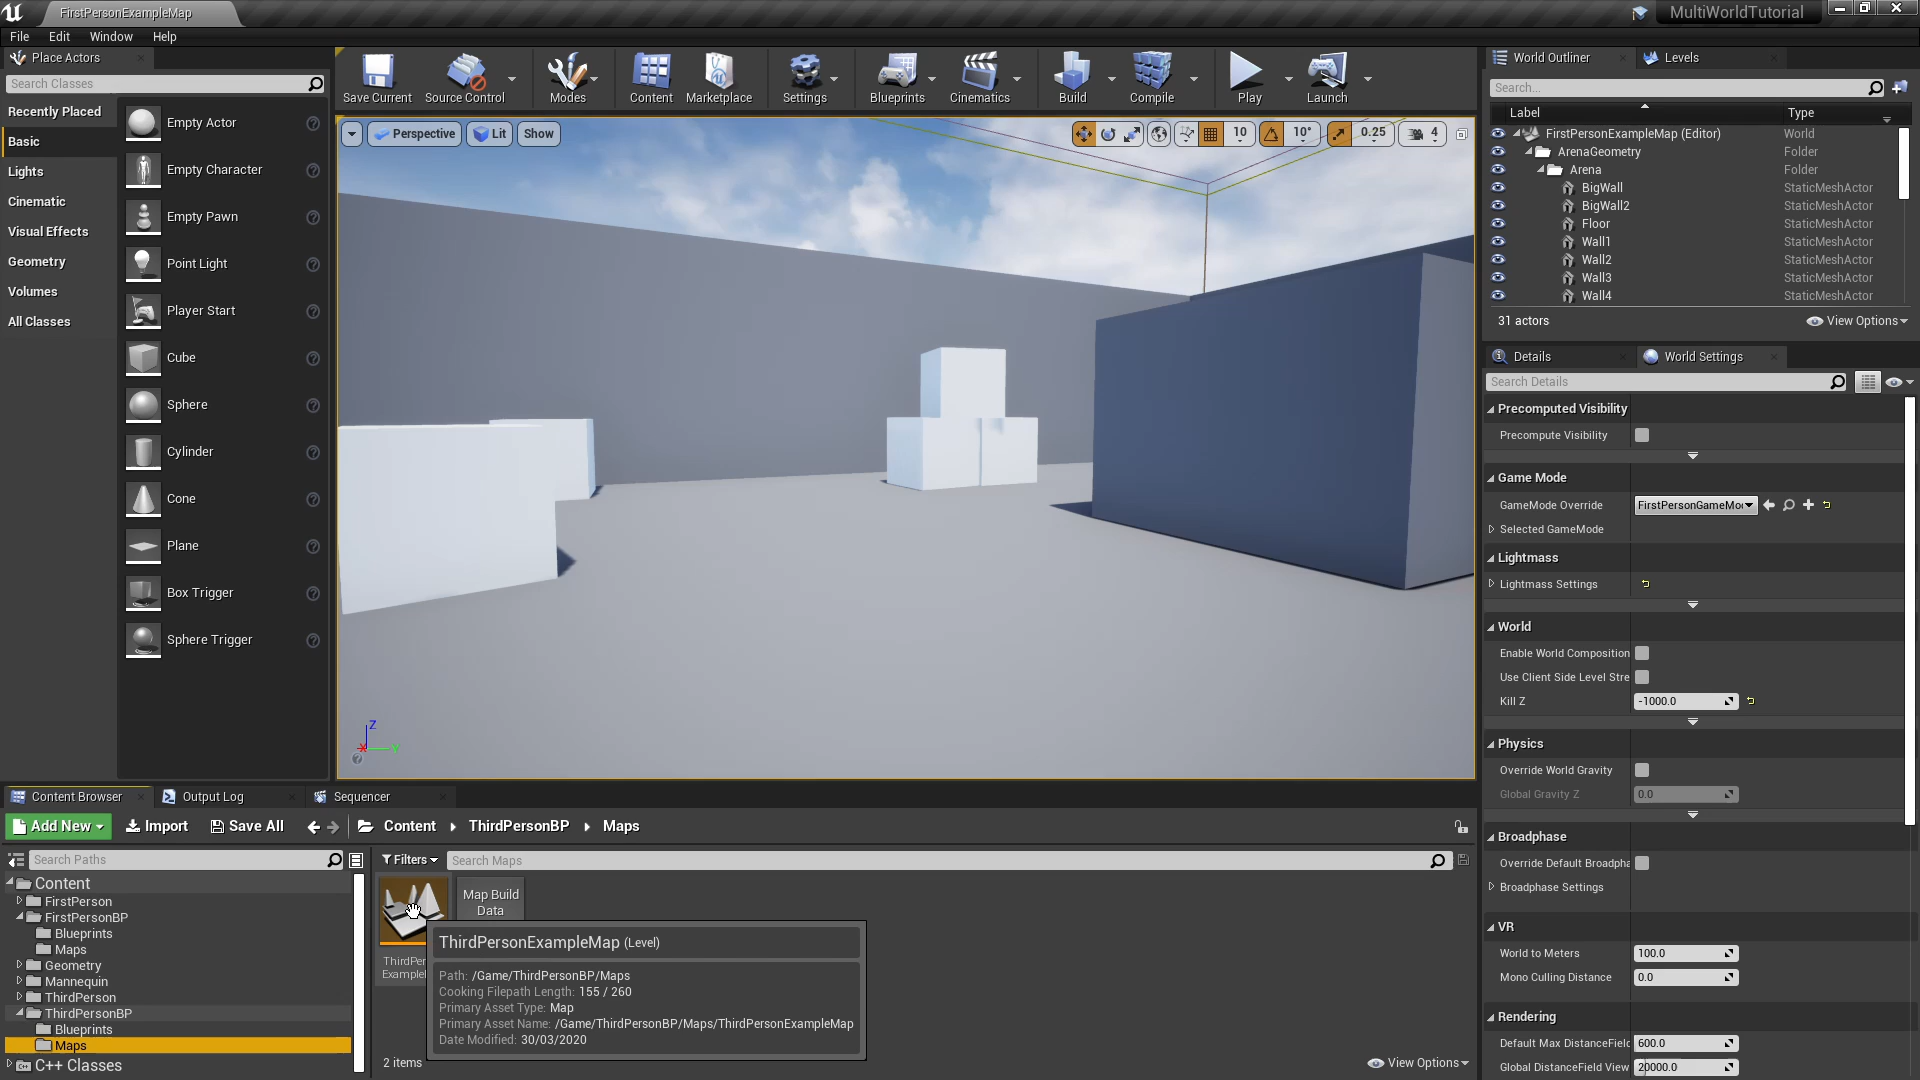 FirstPersonExampleMap
MultiWorldTutorial
File Edit Window Help
Place Actors
Search Classes
Recently Placed
Basic
Lights
Cinematic
Visual Effects
Geometry
Volumes
All Classes
Empty Actor
Empty Character
Empty Pawn
Point Light
Player Start
Cube
Sphere
Cylinder
Cone
Plane
Box Trigger
Sphere Trigger
Save Current Source Control Modes Content Marketplace Settings Blueprints Cinematics Build Compile Play Launch
Perspective Lit Show 10 10° 0.25 4
Z
X Y
World Outliner Levels
Search...
Label Type
FirstPersonExampleMap (Editor) World
ArenaGeometry Folder
Arena Folder
BigWall StaticMeshActor
BigWall2 StaticMeshActor
Floor StaticMeshActor
Wall1 StaticMeshActor
Wall2 StaticMeshActor
Wall3 StaticMeshActor
Wall4 StaticMeshActor
31 actors View Options
Details World Settings
Search Details
Precomputed Visibility
Precompute Visibility
Game Mode
GameMode Override FirstPersonGameMo
Selected GameMode
Lightmass
Lightmass Settings
World
Enable World Composition
Use Client Side Level Stre
Kill Z -1000.0
Physics
Override World Gravity
Global Gravity Z 0.0
Broadphase
Override Default Broadpha
Broadphase Settings
VR
World to Meters 100.0
Mono Culling Distance 0.0
Rendering
Default Max DistanceField 600.0
Global DistanceField View 20000.0
Content Browser Output Log Sequencer
Add New Import Save All Content ThirdPersonBP Maps
Search Paths
Content
FirstPerson
FirstPersonBP
Blueprints
Maps
Geometry
Mannequin
ThirdPerson
ThirdPersonBP
Blueprints
Maps
C++ Classes
Filters Search Maps
Map Build
Data
ThirdPer
Example
ThirdPersonExampleMap (Level)
Path: /Game/ThirdPersonBP/Maps
Cooking Filepath Length: 155 / 260
Primary Asset Type: Map
Primary Asset Name: /Game/ThirdPersonBP/Maps/ThirdPersonExampleMap
Date Modified: 30/03/2020
2 items View Options